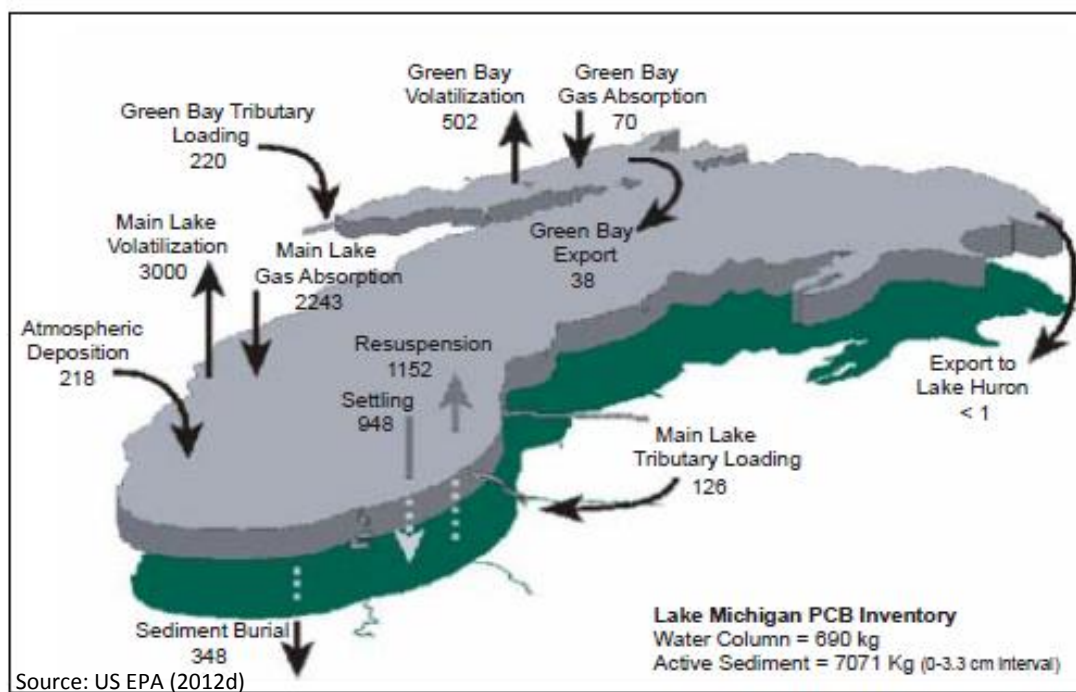 Green Bay
Volatilization
502
Green Bay
Gas Absorption
70
Green Bay Tributary
Loading
220
Main Lake
Volatilization
3000
Main Lake
Gas Absorption
2243
Green Bay
Export
38
Atmospheric
Deposition
218
Resuspension
1152
Settling
948
Export to
Lake Huron
< 1
Main Lake
Tributary Loading
126
Sediment Burial
348
Lake Michigan PCB Inventory
Water Column = 690 kg
Active Sediment = 7071 Kg (0-3.3 cm Interval)
Source: US EPA (2012d)